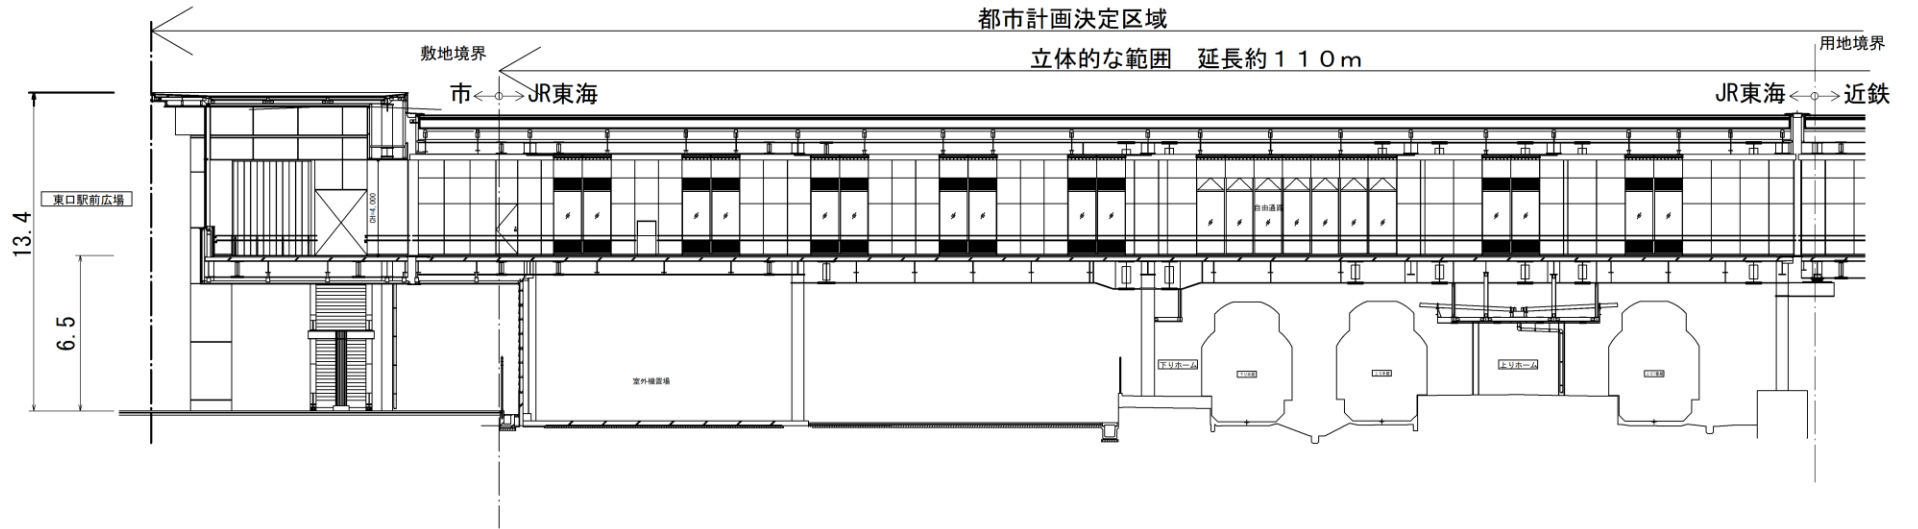 都市計画決定区域
敷地境界
用地境界
立体的な範囲　延長約１１０ｍ
市
JR東海
JR東海
近鉄
東口駅前広場
CH=4,000
13.4
自由通路
6.5
室外機置場
下りホーム
上りホーム